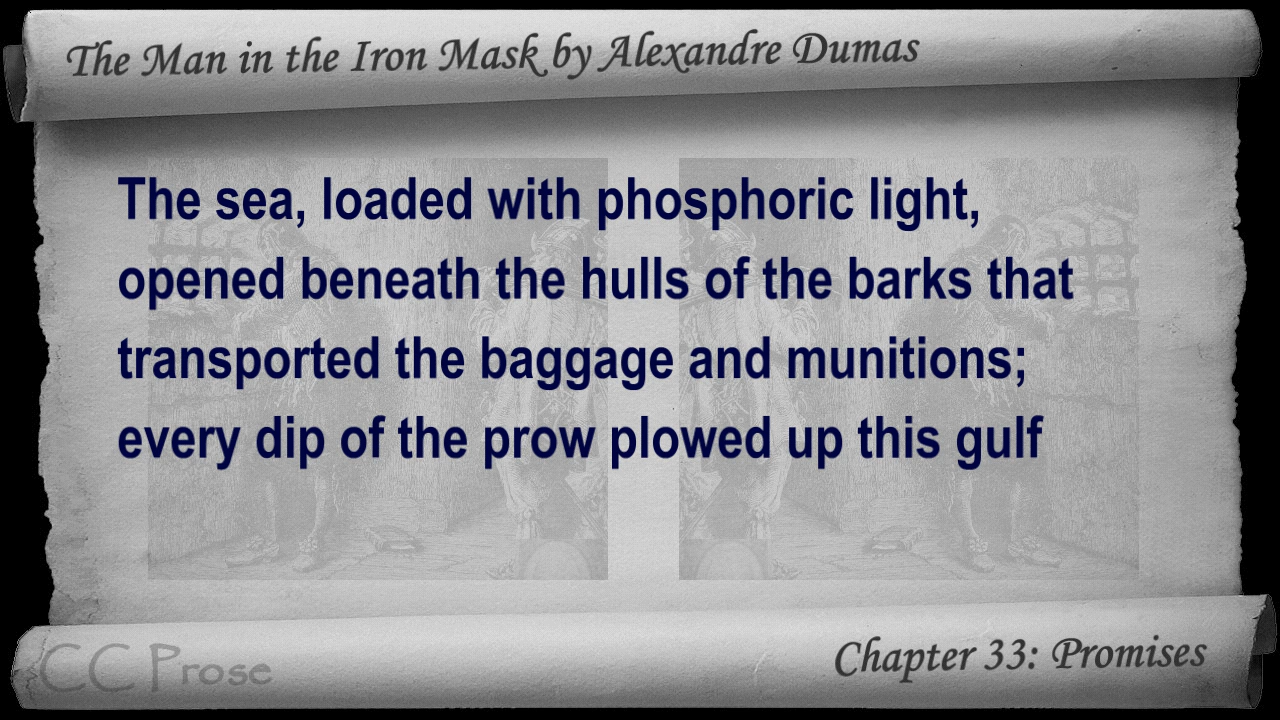 The Man in the Iron Mask by Alexandre Dumas
The sea, loaded with phosphoric light,
opened beneath the hulls of the barks that
transported the baggage and munitions;
every dip of the prow plowed up this gulf
CC Prose
Chapter 33: Promises